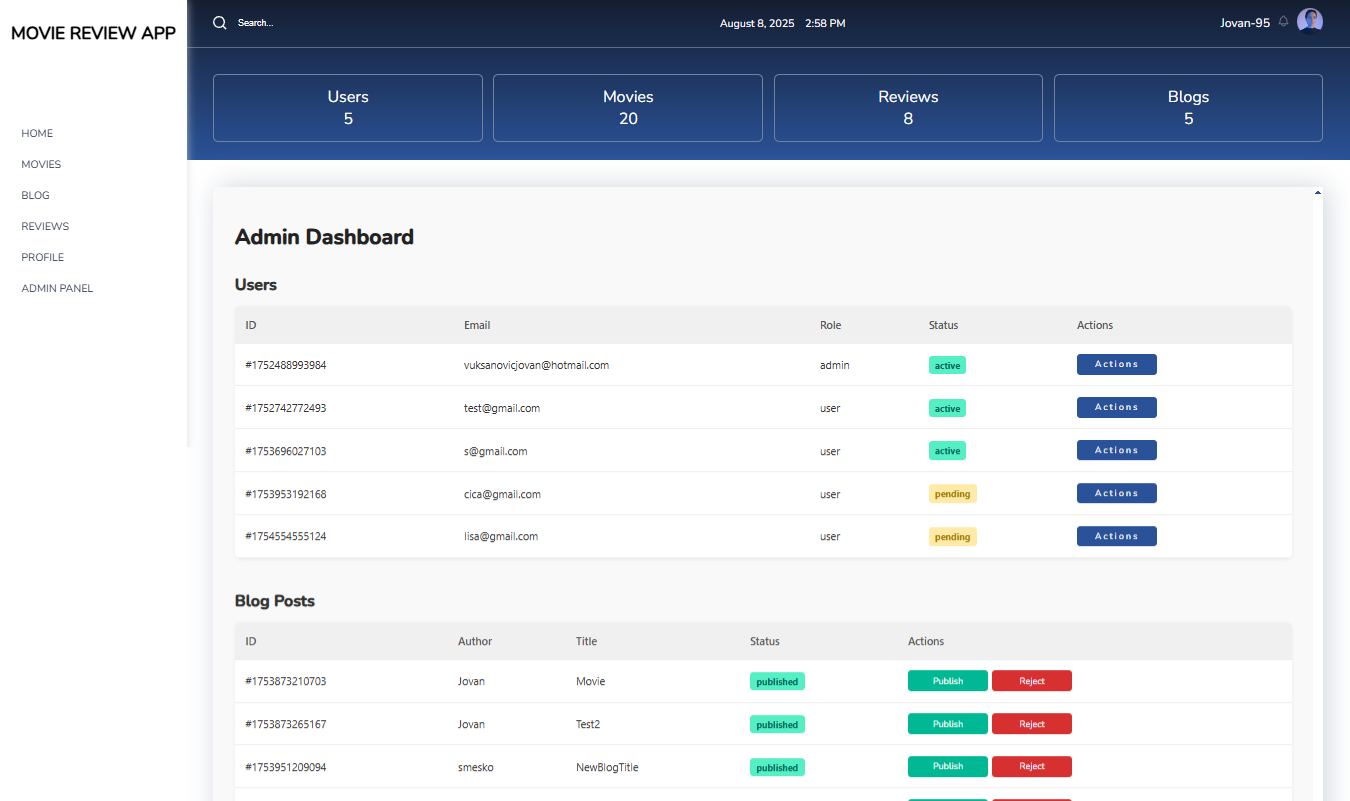 MOVIE REVIEW APP
Search...
August 8, 2025 2:58 PM
Jovan-95
HOME
MOVIES
BLOG
REVIEWS
PROFILE
ADMIN PANEL
Users Movies Reviews Blogs
5 20 8 5
Admin Dashboard
Users
ID Email Role Status Actions
#1752488993984 vuksanovicjovan@hotmail.com admin active Actions
#1752742772493 test@gmail.com user active Actions
#1753696027103 s@gmail.com user active Actions
#1753953192168 cica@gmail.com user pending Actions
#1754554555124 lisa@gmail.com user pending Actions
Blog Posts
ID Author Title Status Actions
#1753873210703 Jovan Movie published Publish Reject
#1753873265167 Jovan Test2 published Publish Reject
#1753951209094 smesko NewBlogTitle published Publish Reject